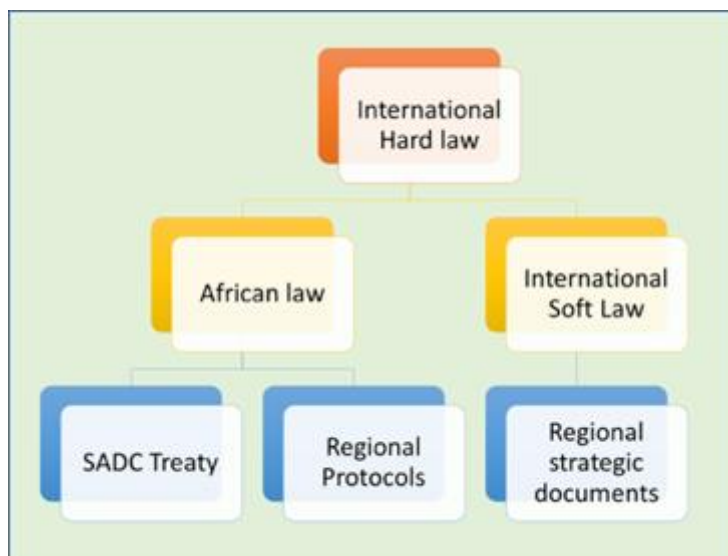 International
Hard law
African law
International
Soft Law
SADC Treaty
Regional
Protocols
Regional
strategic
documents